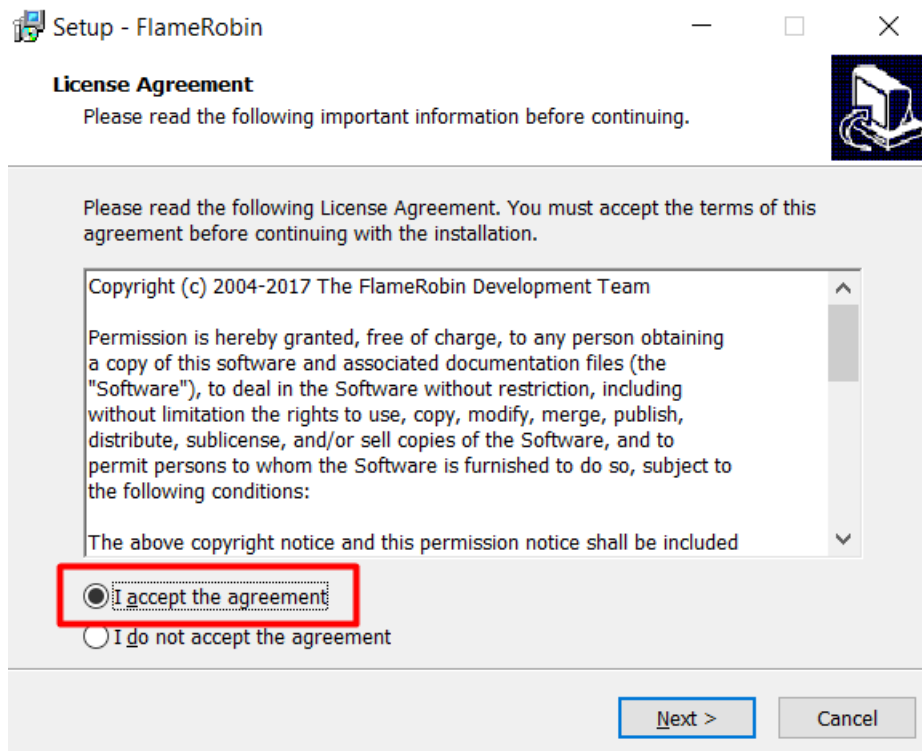 Setup - FlameRobin
License Agreement
Please read the following important information before continuing.
Please read the following License Agreement. You must accept the terms of this
agreement before continuing with the installation.
Copyright (c) 2004-2017 The FlameRobin Development Team
Permission is hereby granted, free of charge, to any person obtaining
a copy of this software and associated documentation files (the
"Software"), to deal in the Software without restriction, including
without limitation the rights to use, copy, modify, merge, publish,
distribute, sublicense, and/or sell copies of the Software, and to
permit persons to whom the Software is furnished to do so, subject to
the following conditions:
The above copyright notice and this permission notice shall be included
I accept the agreement
I do not accept the agreement
Next >
Cancel